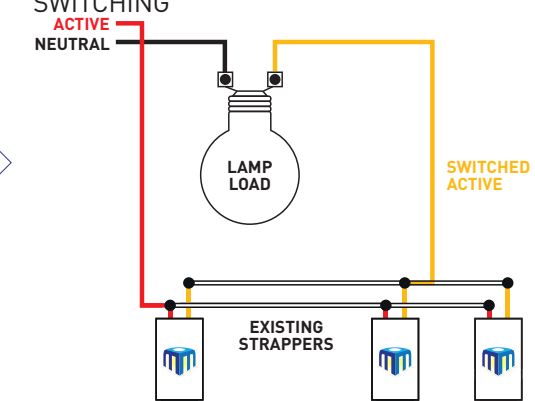 SWITCHING
ACTIVE
NEUTRAL
LAMP
LOAD
SWITCHED
ACTIVE
EXISTING
STRAPPERS